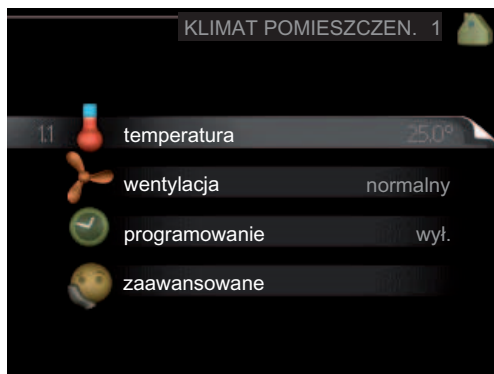 KLIMAT POMIESZCZEN. 1
1.1 temperatura 25.0°
wentylacja normalny
programowanie wył.
zaawansowane